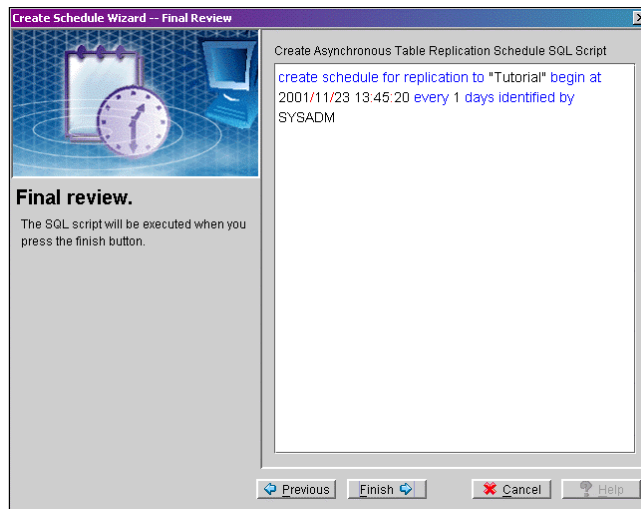 Create Schedule Wizard -- Final Review
Create Asynchronous Table Replication Schedule SQL Script
create schedule for replication to "Tutorial" begin at
2001/11/23 13:45:20 every 1 days identified by
SYSADM
Final review.
The SQL script will be executed when you
press the finish button.
Previous Finish Cancel Help